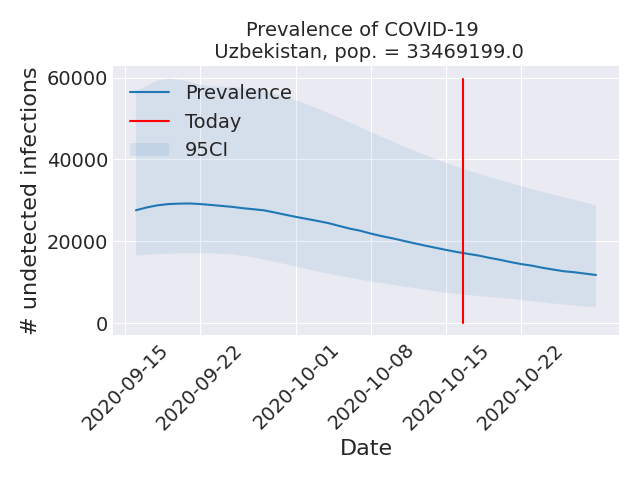 Prevalence of COVID-19
Uzbekistan, pop. = 33469199.0
# undetected infections
60000
40000
20000
0
Prevalence
Today
95CI
2020-09-15
2020-09-22
2020-10-01
2020-10-08
2020-10-15
2020-10-22
Date